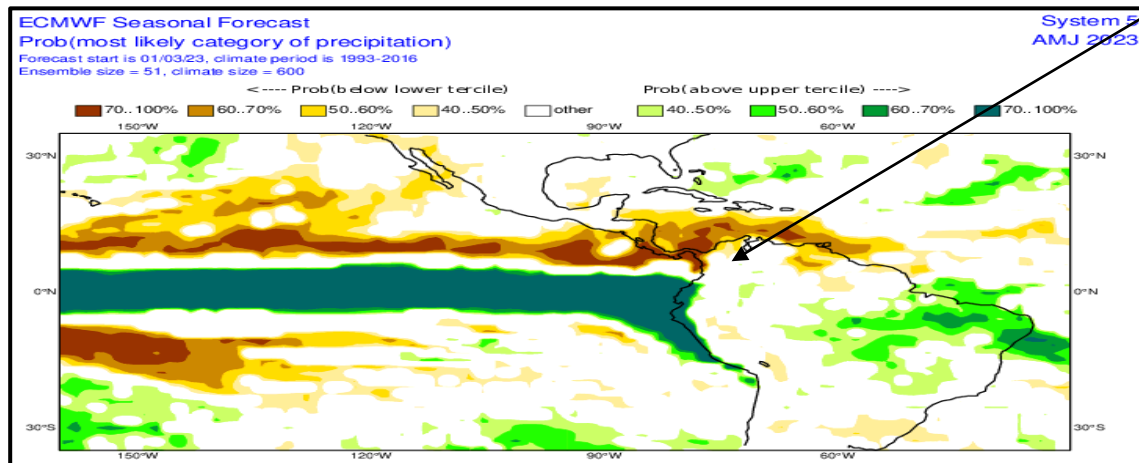 ECMWF Seasonal Forecast System 5
Prob(most likely category of precipitation) AMJ 2023
Forecast start is 01/03/23, climate period is 1993-2016
Ensemble size = 51, climate size = 600
<---- Prob(below lower tercile) Prob(above upper tercile) ---->
70..100% 60..70% 50..60% 40..50% other 40..50% 50..60% 60..70% 70..100%
150°W 120°W 90°W 60°W
30°N 30°N
0°N 0°N
30°S 30°S
150°W 120°W 90°W 60°W